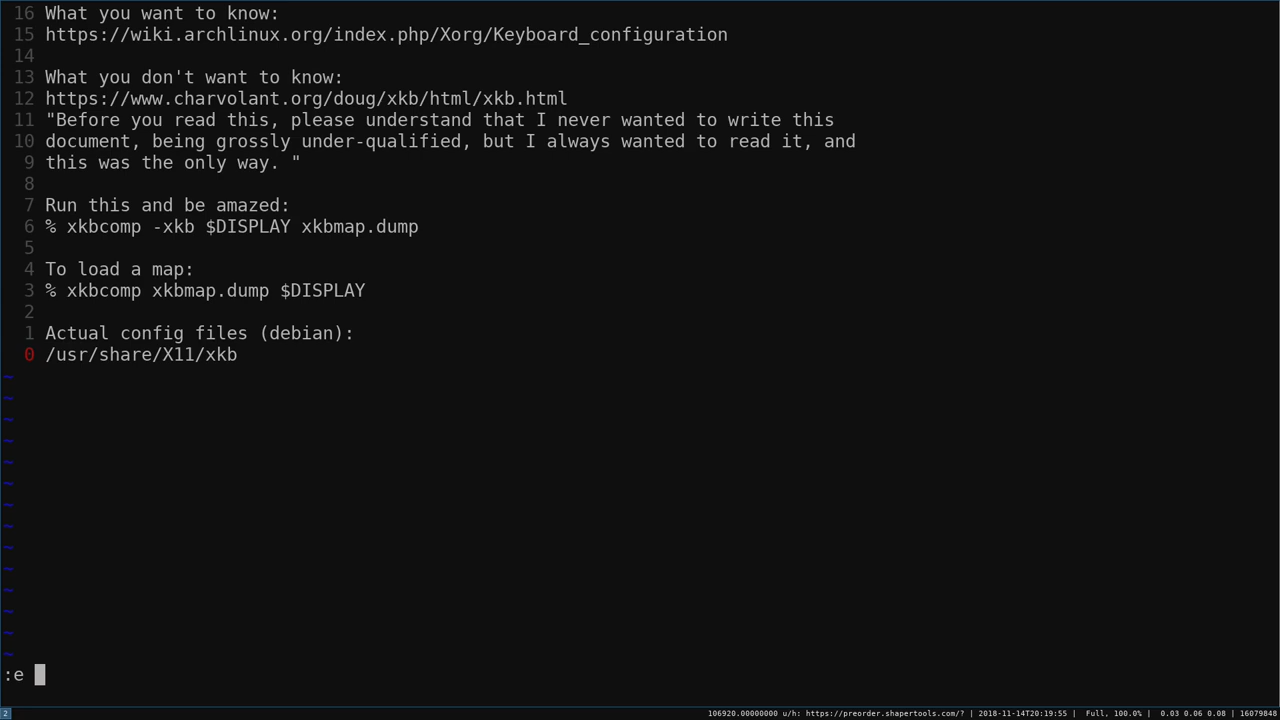 16 What you want to know:
15 https://wiki.archlinux.org/index.php/Xorg/Keyboard_configuration
14
13 What you don't want to know:
12 https://www.charvolant.org/doug/xkb/html/xkb.html
11 "Before you read this, please understand that I never wanted to write this
10 document, being grossly under-qualified, but I always wanted to read it, and
9 this was the only way. "
8
7 Run this and be amazed:
6 % xkbcomp -xkb $DISPLAY xkbmap.dump
5
4 To load a map:
3 % xkbcomp xkbmap.dump $DISPLAY
2
1 Actual config files (debian):
0 /usr/share/X11/xkb
~
~
~
~
~
~
~
~
~
~
~
~
~
~
:e
2 106920.00000000 u/h: https://preorder.shapertools.com/? | 2018-11-14T20:19:55 | Full, 100.0% | 0.03 0.06 0.08 | 16079848